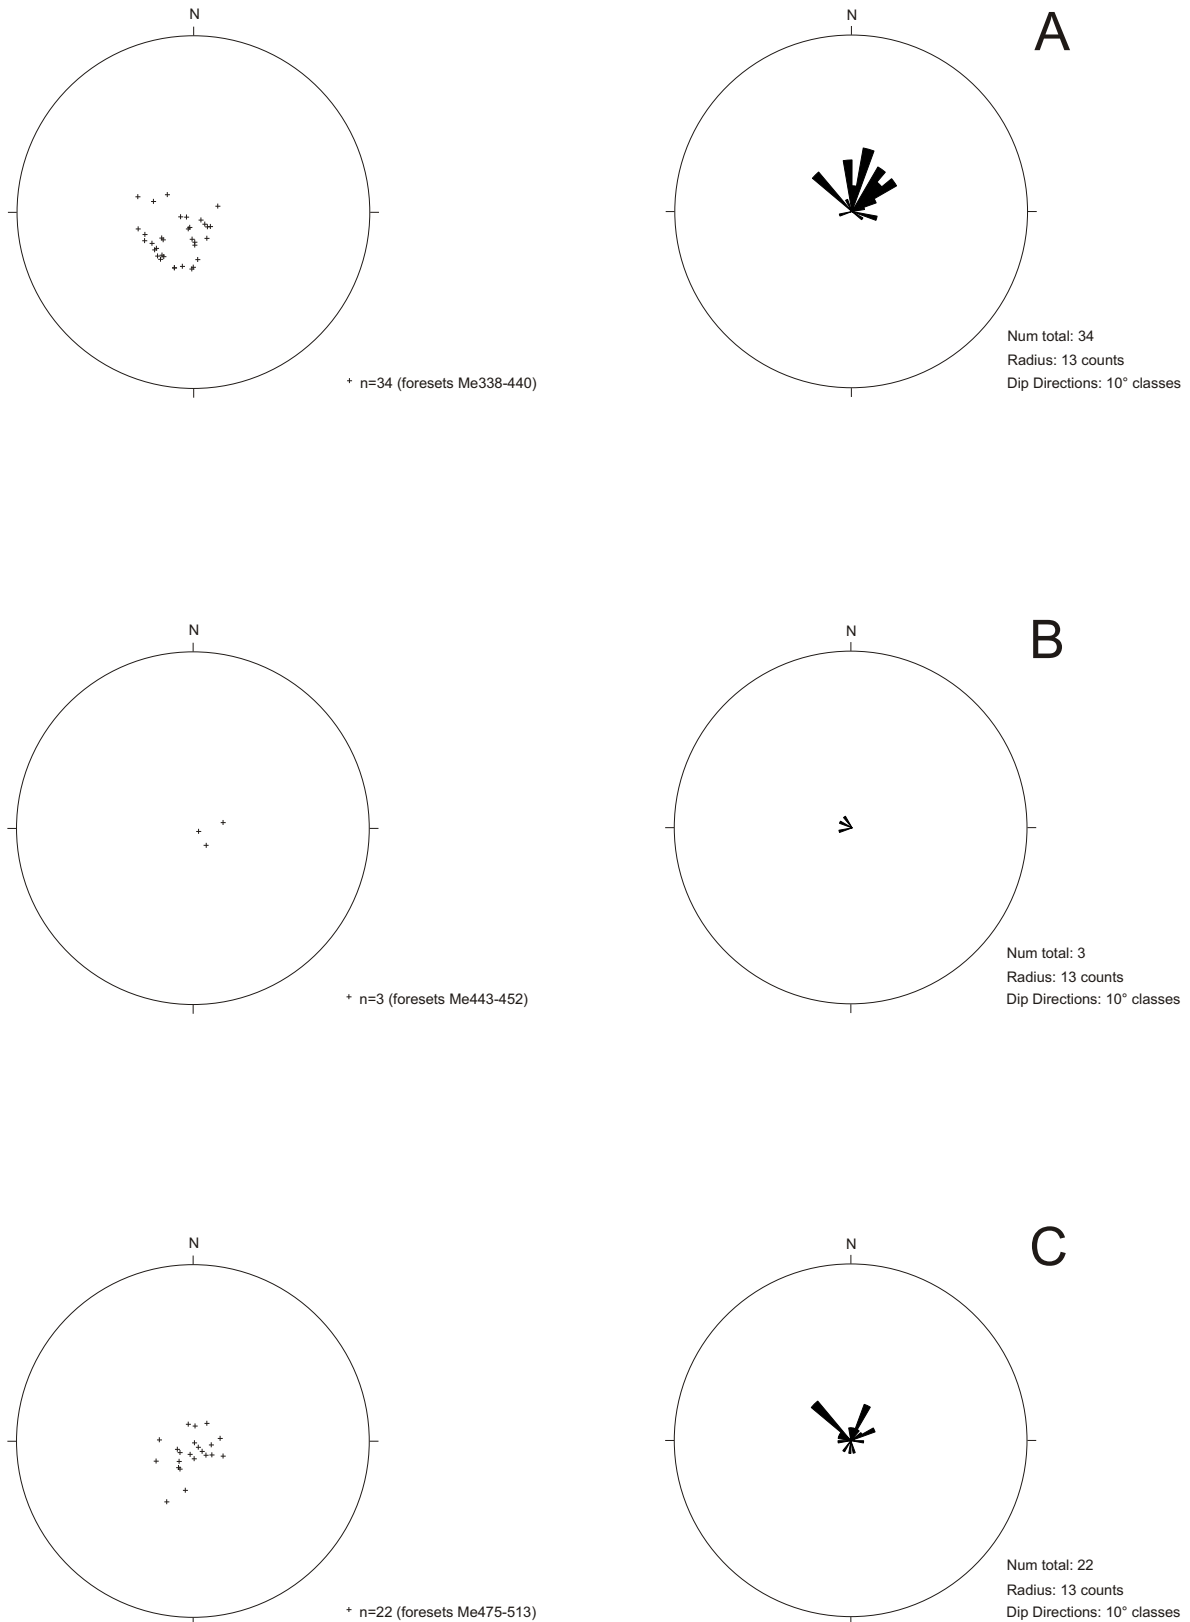 N
N
A
Num total: 34
Radius: 13 counts
+ n=34 (foresets Me338-440)
Dip Directions: 10° classes
N
N
B
Num total: 3
Radius: 13 counts
+ n=3 (foresets Me443-452)
Dip Directions: 10° classes
N
N
C
Num total: 22
Radius: 13 counts
+ n=22 (foresets Me475-513)
Dip Directions: 10° classes